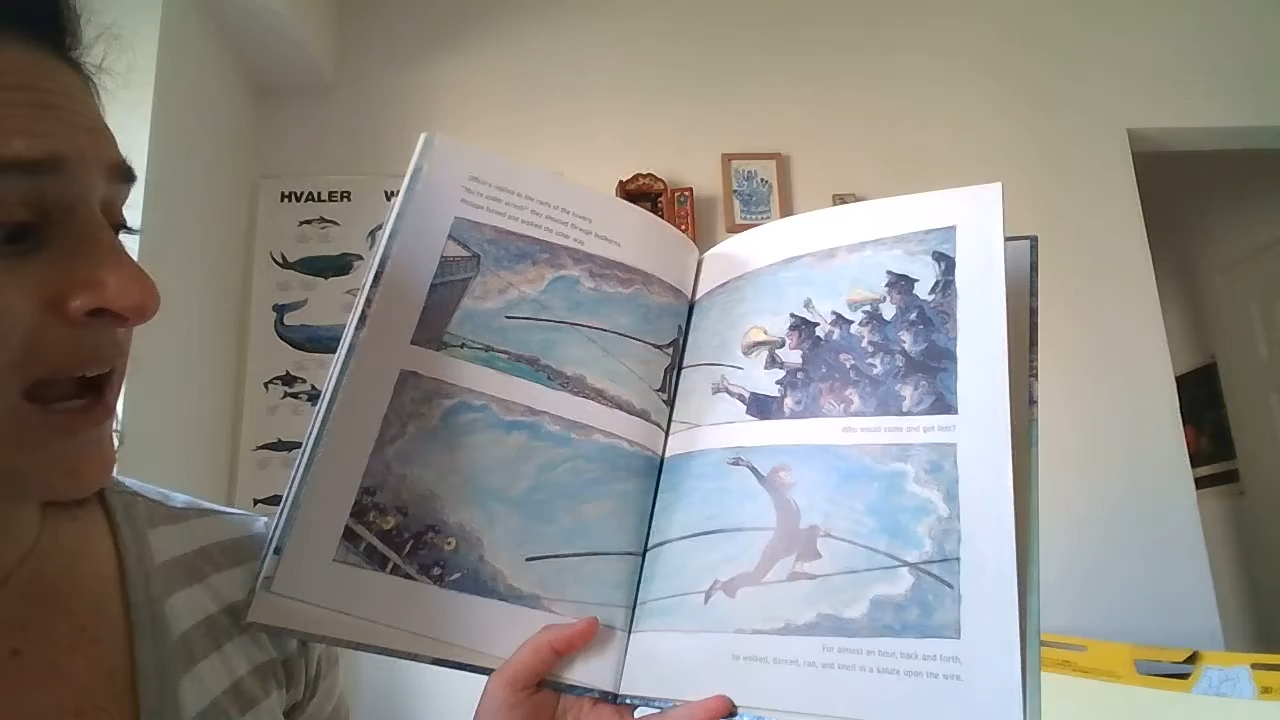 HVALER W
Officers rushed to the roofs of the towers.
"You're under arrest!" they shouted through bullhorns.
Philippe turned and walked the other way.
Who would come and get him?
For almost an hour, back and forth,
he walked, danced, ran, and knelt in a salute upon the wire.